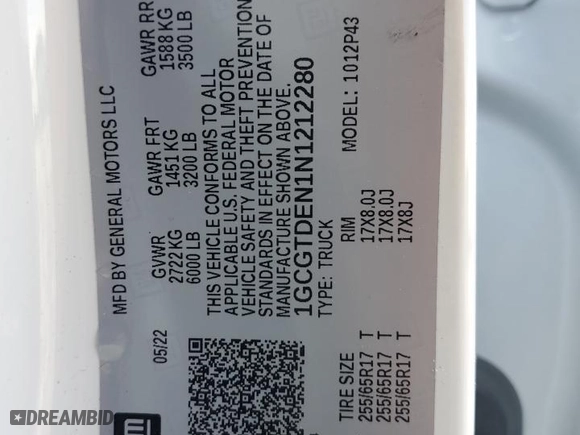 MFD BY GENERAL MOTORS LLC
05/22
GVWR GAWR FRT GAWR RR
2722 KG 1451 KG 1588 KG
6000 LB 3200 LB 3500 LB
THIS VEHICLE CONFORMS TO ALL
APPLICABLE U.S. FEDERAL MOTOR
VEHICLE SAFETY AND THEFT PREVENTION
STANDARDS IN EFFECT ON THE DATE OF
MANUFACTURE SHOWN ABOVE.
1GCGTDEN1N1212280
TYPE: TRUCK MODEL: 1012P43
TIRE SIZE RIM
255/65R17 T 17X8.0J
255/65R17 T 17X8.0J
255/65R17 T 17X8J
gm
DREAMBID